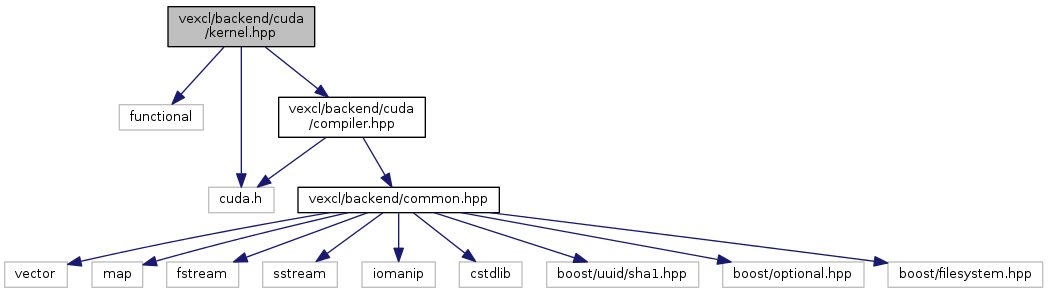 vexcl/backend/cuda
/kernel.hpp
functional
vexcl/backend/cuda
/compiler.hpp
cuda.h
vexcl/backend/common.hpp
vector
map
fstream
sstream
iomanip
cstdlib
boost/uuid/sha1.hpp
boost/optional.hpp
boost/filesystem.hpp